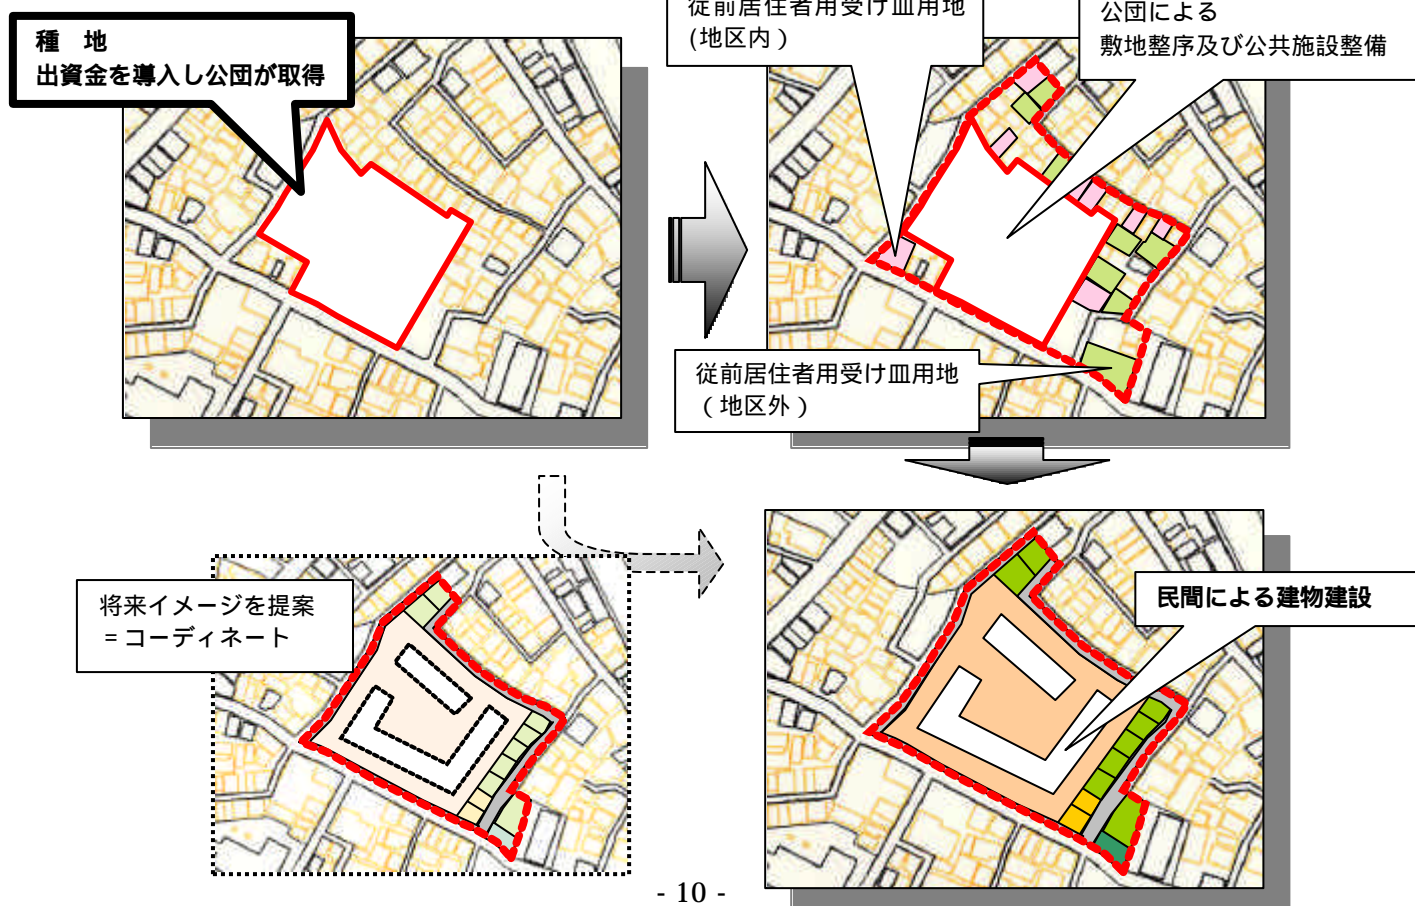 種　地
出資金を導入し公団が取得
従前居住者用受け皿用地
(地区内）
公団による
敷地整序及び公共施設整備
従前居住者用受け皿用地
（地区外）
将来イメージを提案
=コーディネート
民間による建物建設
- 10 -